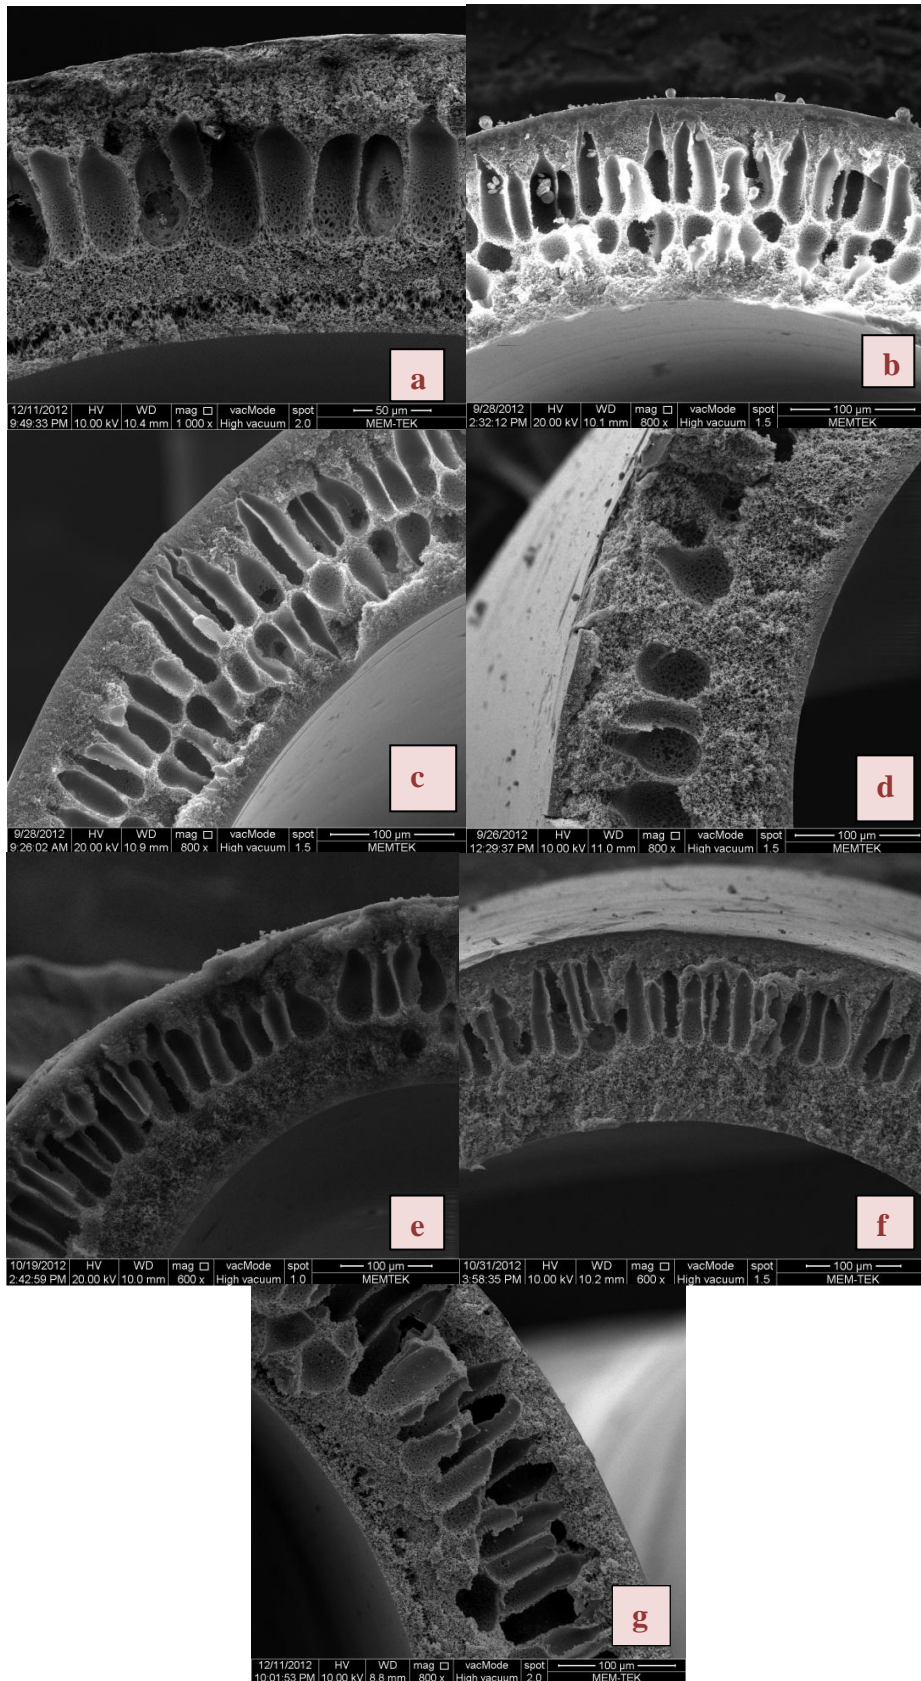 a
12/11/2012 HV WD mag □ vacMode spot 50 µm
9:49:33 PM 10.00 kV 10.4 mm 1 000 x High vacuum 2.0 MEM-TEK
b
9/28/2012 HV WD mag □ vacMode spot 100 µm
2:32:12 PM 20.00 kV 10.1 mm 800 x High vacuum 1.5 MEM-TEK
c
9/28/2012 HV WD mag □ vacMode spot 100 µm
9:26:02 AM 20.00 kV 10.9 mm 800 x High vacuum 1.5 MEMTEK
d
9/26/2012 HV WD mag □ vacMode spot 100 µm
12:29:37 PM 10.00 kV 11.0 mm 800 x High vacuum 1.5 MEMTEK
e
10/19/2012 HV WD mag □ vacMode spot 100 µm
2:42:59 PM 20.00 kV 10.0 mm 600 x High vacuum 1.0 MEMTEK
f
10/31/2012 HV WD mag □ vacMode spot 100 µm
3:58:35 PM 10.00 kV 10.2 mm 600 x High vacuum 1.5 MEM-TEK
g
12/11/2012 HV WD mag □ vacMode spot 100 µm
10:01:53 PM 10.00 kV 8.8 mm 800 x High vacuum 2.0 MEM-TEK